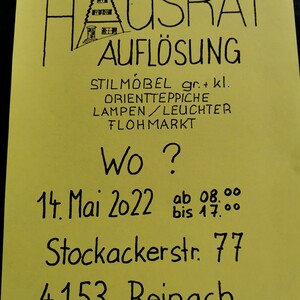 HAUSRAT
AUFLÖSUNG
STILMÖBEL gr. + kl.
ORIENTTEPPICHE
LAMPEN / LEUCHTER
FLOHMARKT
WO ?
14. Mai 2022 ab 08.00
bis 17.00
Stockackerstr. 77
4153 Reinach